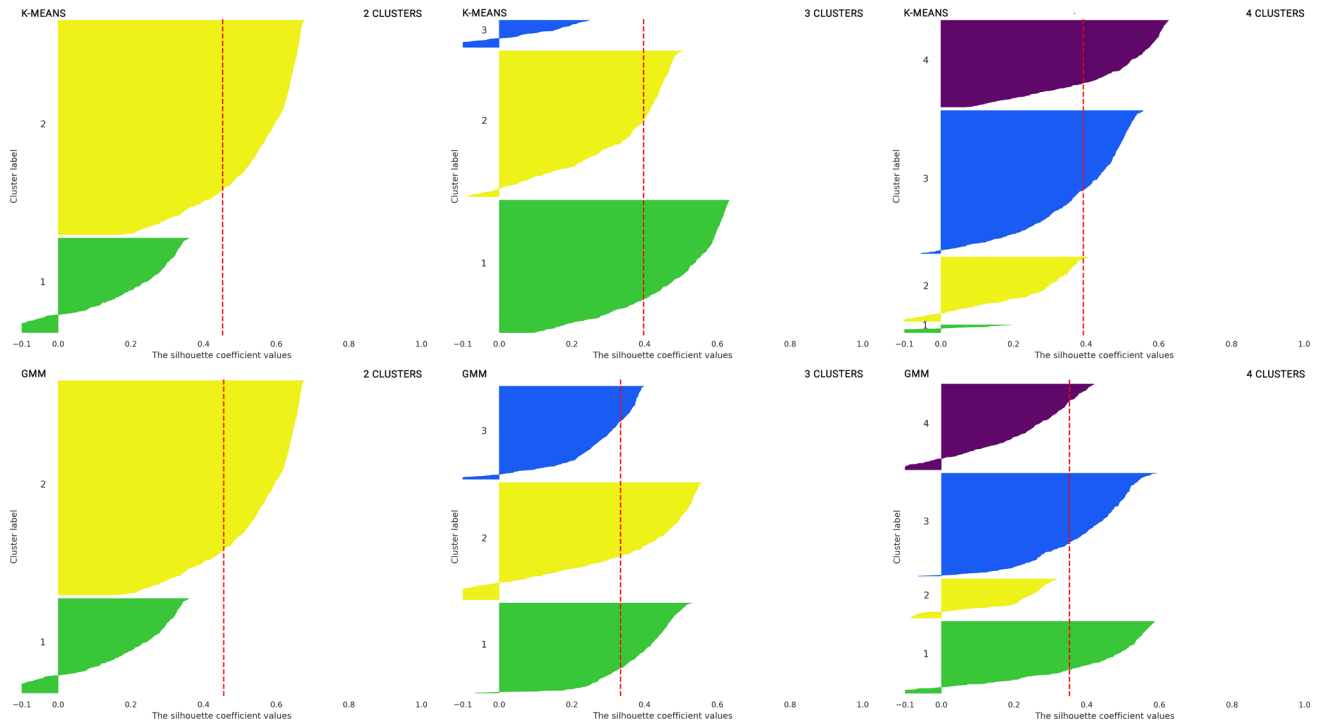 K-MEANS 2 CLUSTERS
2
1
Cluster label
−0.1 0.0 0.2 0.4 0.6 0.8 1.0
The silhouette coefficient values
K-MEANS 3 CLUSTERS
3
2
1
Cluster label
−0.1 0.0 0.2 0.4 0.6 0.8 1.0
The silhouette coefficient values
K-MEANS 4 CLUSTERS
4
3
2
1
Cluster label
−0.1 0.0 0.2 0.4 0.6 0.8 1.0
The silhouette coefficient values
GMM 2 CLUSTERS
2
1
Cluster label
−0.1 0.0 0.2 0.4 0.6 0.8 1.0
The silhouette coefficient values
GMM 3 CLUSTERS
3
2
1
Cluster label
−0.1 0.0 0.2 0.4 0.6 0.8 1.0
The silhouette coefficient values
GMM 4 CLUSTERS
4
3
2
1
Cluster label
−0.1 0.0 0.2 0.4 0.6 0.8 1.0
The silhouette coefficient values